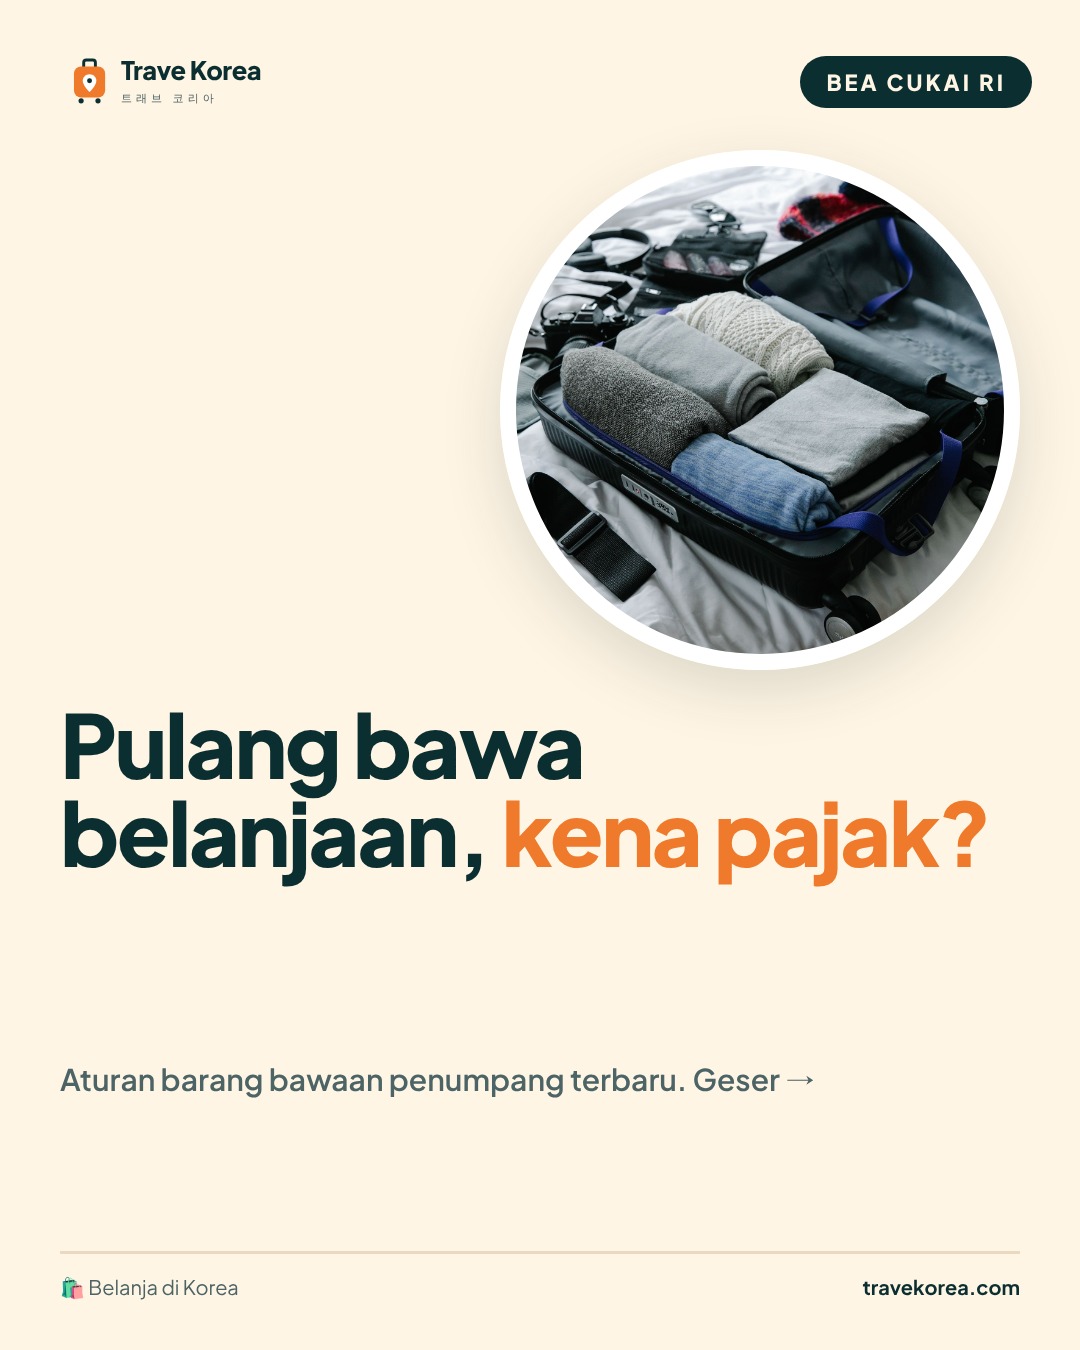 Trave Korea
트래브 코리아
BEA CUKAI RI
Pulang bawa
belanjaan, kena pajak?
Aturan barang bawaan penumpang terbaru. Geser →
🛍️ Belanja di Korea
travekorea.com